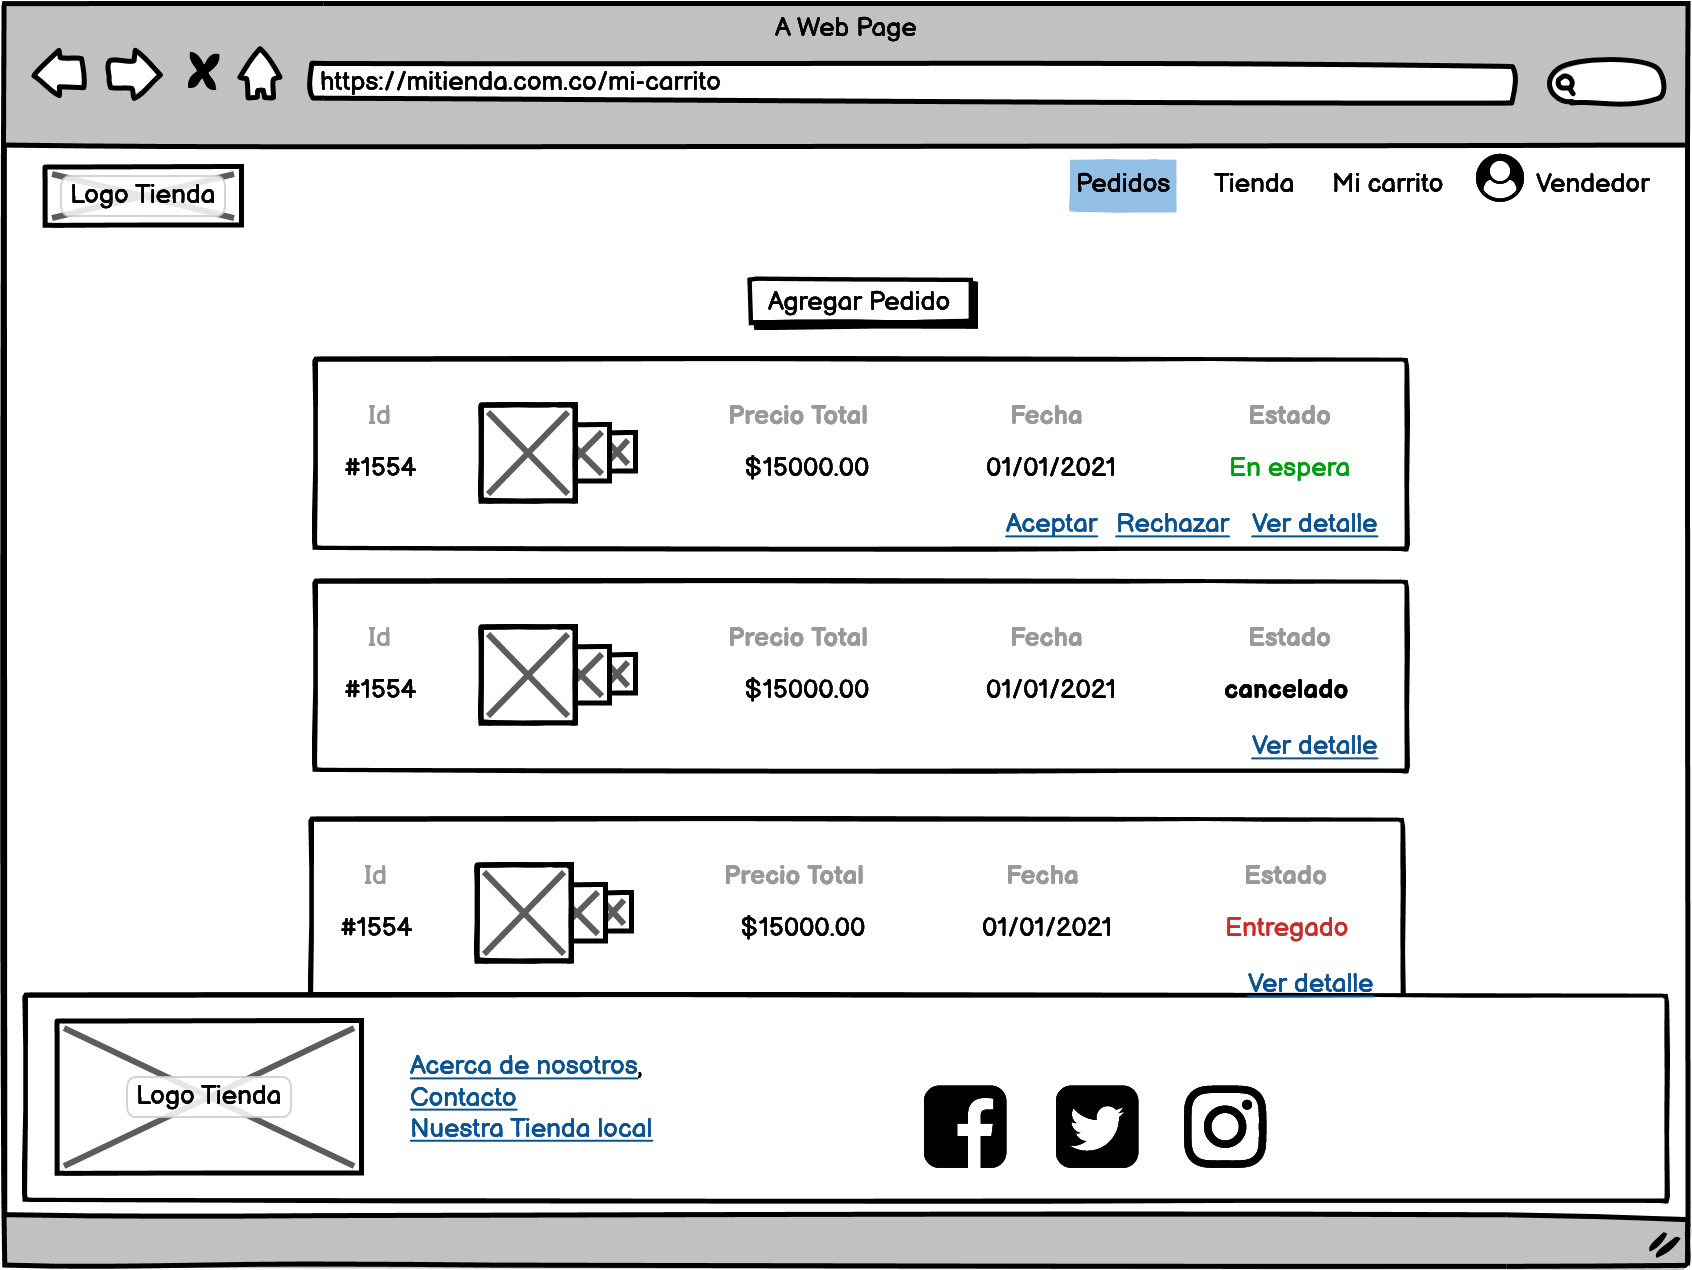 A Web Page
https://mitienda.com.co/mi-carrito
Logo Tienda
Pedidos Tienda Mi carrito Vendedor
Agregar Pedido
Id Precio Total Fecha Estado
#1554 $15000.00 01/01/2021 En espera
Aceptar Rechazar Ver detalle
Id Precio Total Fecha Estado
#1554 $15000.00 01/01/2021 cancelado
Ver detalle
Id Precio Total Fecha Estado
#1554 $15000.00 01/01/2021 Entregado
Ver detalle
Logo Tienda
Acerca de nosotros,
Contacto
Nuestra Tienda local